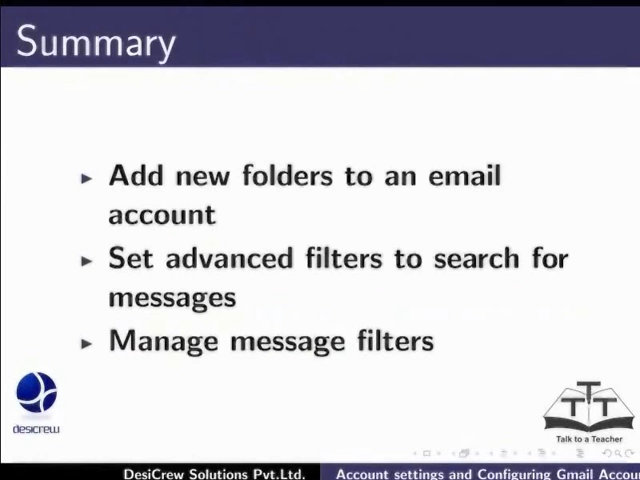 Summary
Add new folders to an email
account
Set advanced filters to search for
messages
Manage message filters
desicrew
TTT
Talk to a Teacher
DesiCrew Solutions Pvt.Ltd.
Account settings and Configuring Gmail Accou